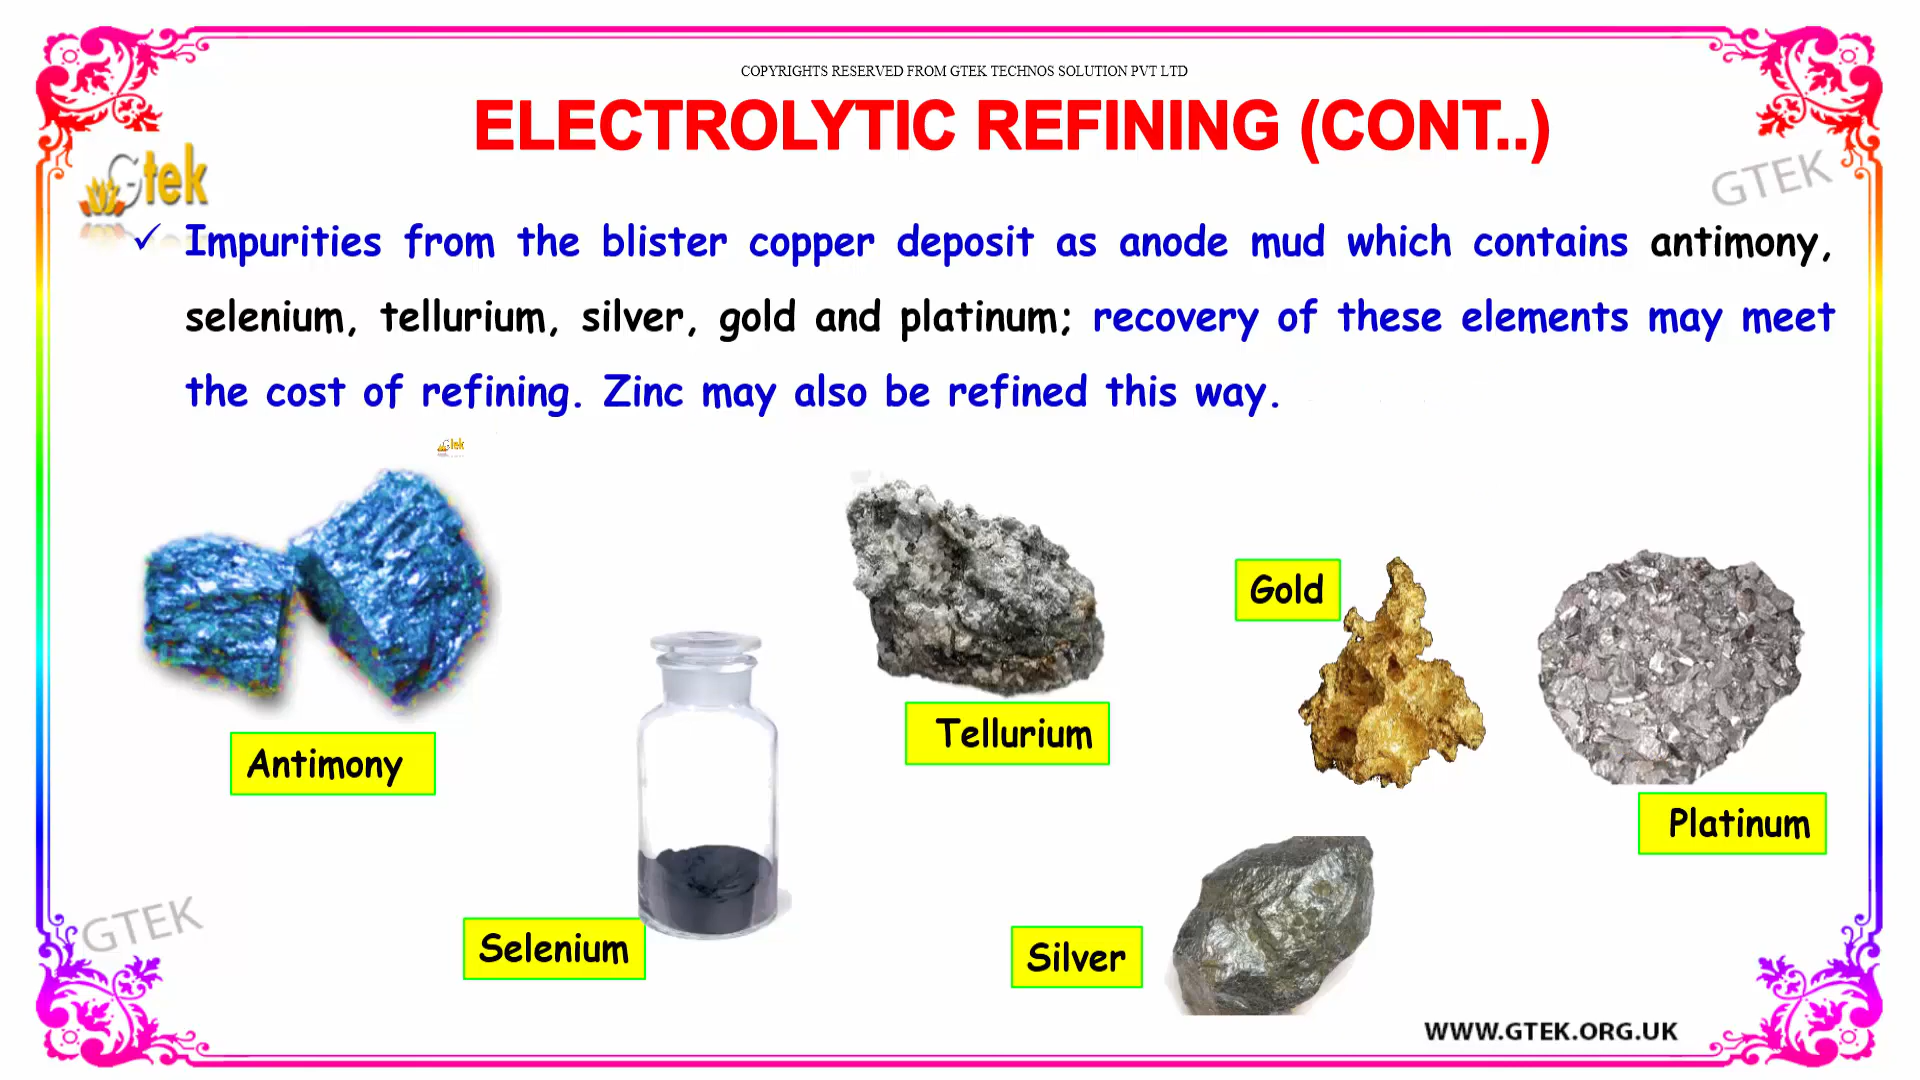 COPYRIGHTS RESERVED FROM GTEK TECHNOS SOLUTION PVT LTD
ELECTROLYTIC REFINING (CONT..)
Gtek
GTEK
✓ Impurities from the blister copper deposit as anode mud which contains antimony,
selenium, tellurium, silver, gold and platinum; recovery of these elements may meet
the cost of refining. Zinc may also be refined this way.
Gtek
Gold
Tellurium
Antimony
Platinum
Selenium
Silver
GTEK
WWW.GTEK.ORG.UK